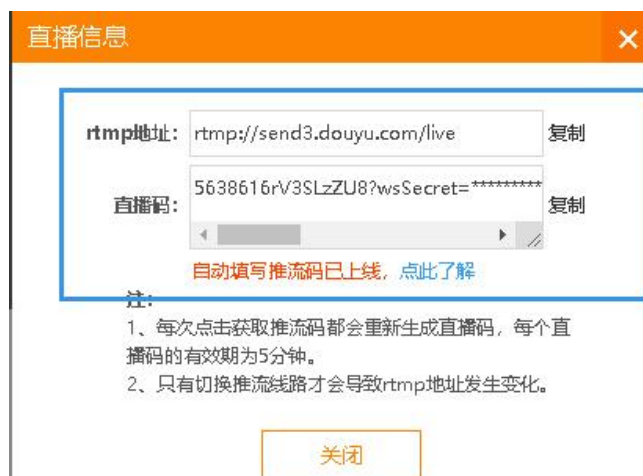 直播信息
rtmp地址: rtmp://send3.douyu.com/live 复制
直播码: 5638616rV3SLzZU8?wsSecret=********* 复制
自动填写推流码已上线，点此了解
注:
1、每次点击获取推流码都会重新生成直播码，每个直
播码的有效期为5分钟。
2、只有切换推流线路才会导致rtmp地址发生变化。
关闭